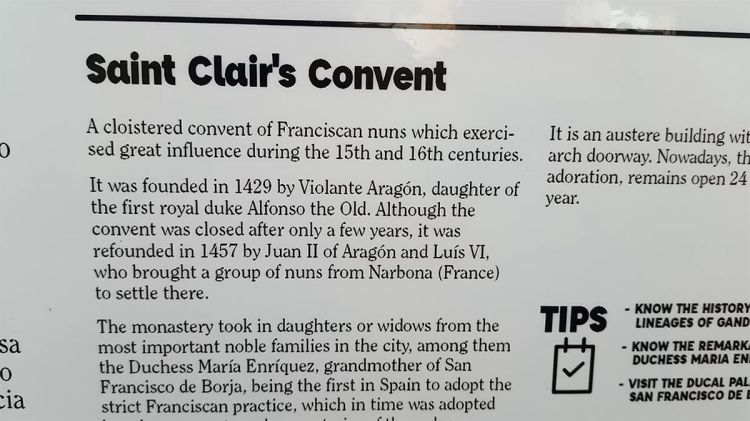 Saint Clair's Convent
A cloistered convent of Franciscan nuns which exerci-
sed great influence during the 15th and 16th centuries.
It was founded in 1429 by Violante Aragón, daughter of
the first royal duke Alfonso the Old. Although the
convent was closed after only a few years, it was
refounded in 1457 by Juan II of Aragón and Luís VI,
who brought a group of nuns from Narbona (France)
to settle there.
The monastery took in daughters or widows from the
most important noble families in the city, among them
the Duchess María Enríquez, grandmother of San
Francisco de Borja, being the first in Spain to adopt the
strict Franciscan practice, which in time was adopted
It is an austere building wit
arch doorway. Nowadays, th
adoration, remains open 24
year.
TIPS
- KNOW THE HISTORY
LINEAGES OF GAND
- KNOW THE REMARKA
DUCHESS MARIA EN
- VISIT THE DUCAL PAL
SAN FRANCISCO DE B
o
sa
o
cia